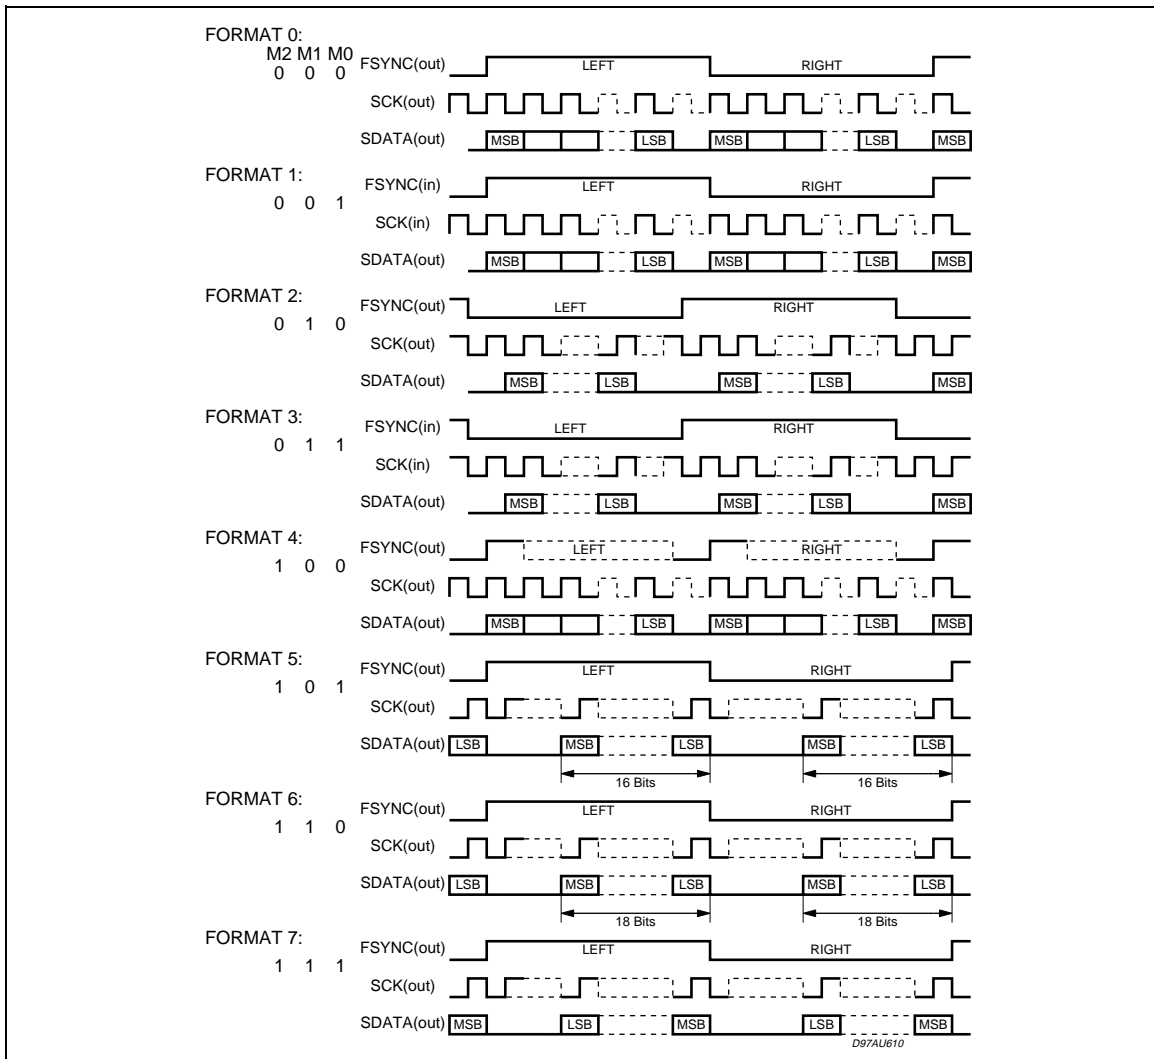 FORMAT 0:
M2 M1 M0
0 0 0
FSYNC(out)
LEFT
RIGHT
SCK(out)
SDATA(out)
MSB
LSB
MSB
LSB
MSB
FORMAT 1:
0 0 1
FSYNC(in)
LEFT
RIGHT
SCK(in)
SDATA(out)
MSB
LSB
MSB
LSB
MSB
FORMAT 2:
0 1 0
FSYNC(out)
LEFT
RIGHT
SCK(out)
SDATA(out)
MSB
LSB
MSB
LSB
MSB
FORMAT 3:
0 1 1
FSYNC(in)
LEFT
RIGHT
SCK(in)
SDATA(out)
MSB
LSB
MSB
LSB
MSB
FORMAT 4:
1 0 0
FSYNC(out)
LEFT
RIGHT
SCK(out)
SDATA(out)
MSB
LSB
MSB
LSB
MSB
FORMAT 5:
1 0 1
FSYNC(out)
LEFT
RIGHT
SCK(out)
SDATA(out)
LSB
MSB
LSB
MSB
LSB
16 Bits
16 Bits
FORMAT 6:
1 1 0
FSYNC(out)
LEFT
RIGHT
SCK(out)
SDATA(out)
LSB
MSB
LSB
MSB
LSB
18 Bits
18 Bits
FORMAT 7:
1 1 1
FSYNC(out)
LEFT
RIGHT
SCK(out)
SDATA(out)
MSB
LSB
MSB
LSB
MSB
D97AU610